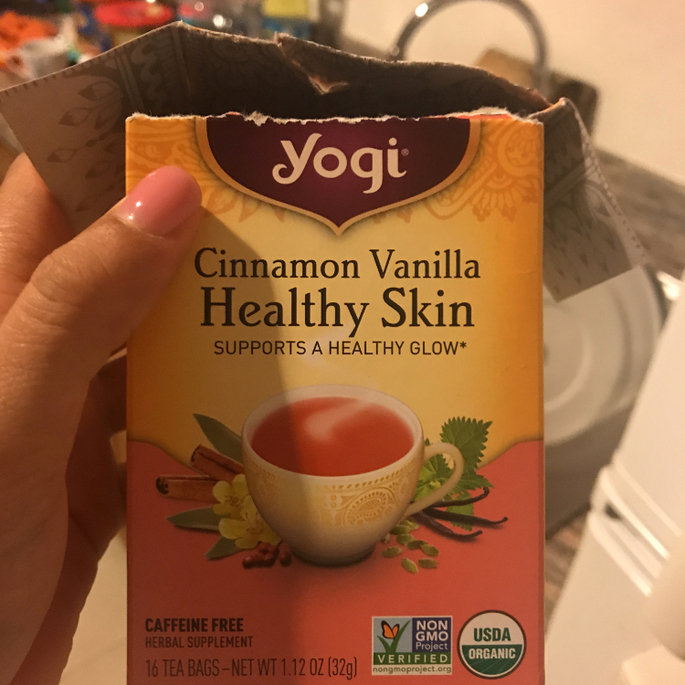 yogi®
Cinnamon Vanilla
Healthy Skin
SUPPORTS A HEALTHY GLOW*
CAFFEINE FREE
HERBAL SUPPLEMENT
16 TEA BAGS – NET WT 1.12 OZ (32g)
NON
GMO
Project
VERIFIED
nongmoproject.org
USDA
ORGANIC